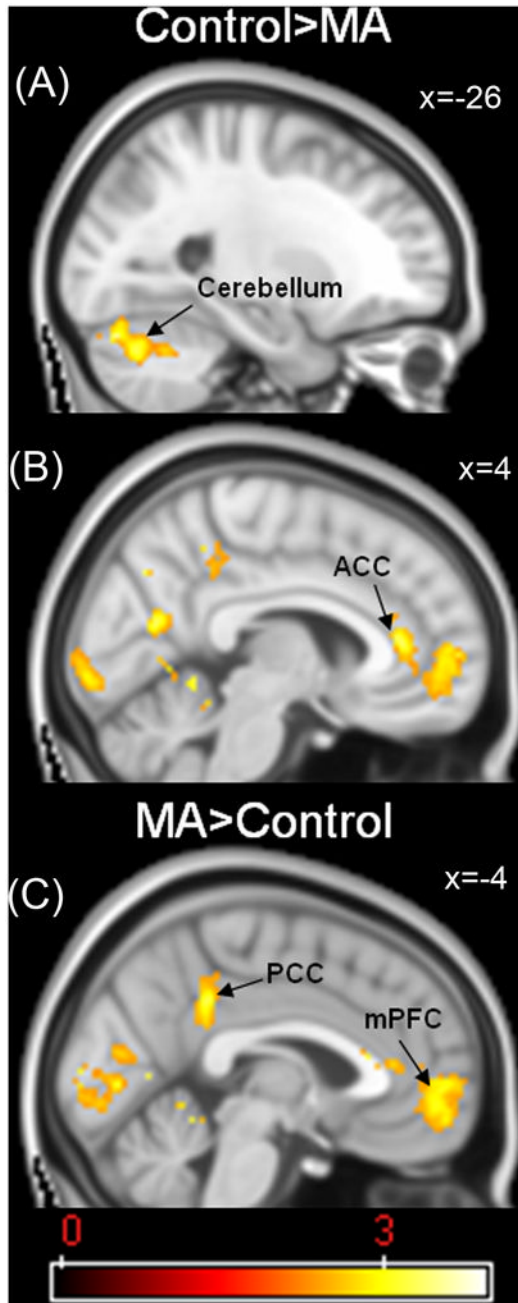 Control>MA
(A)
x=-26
Cerebellum
(B)
x=4
ACC
MA>Control
(C)
x=-4
PCC
mPFC
0 3